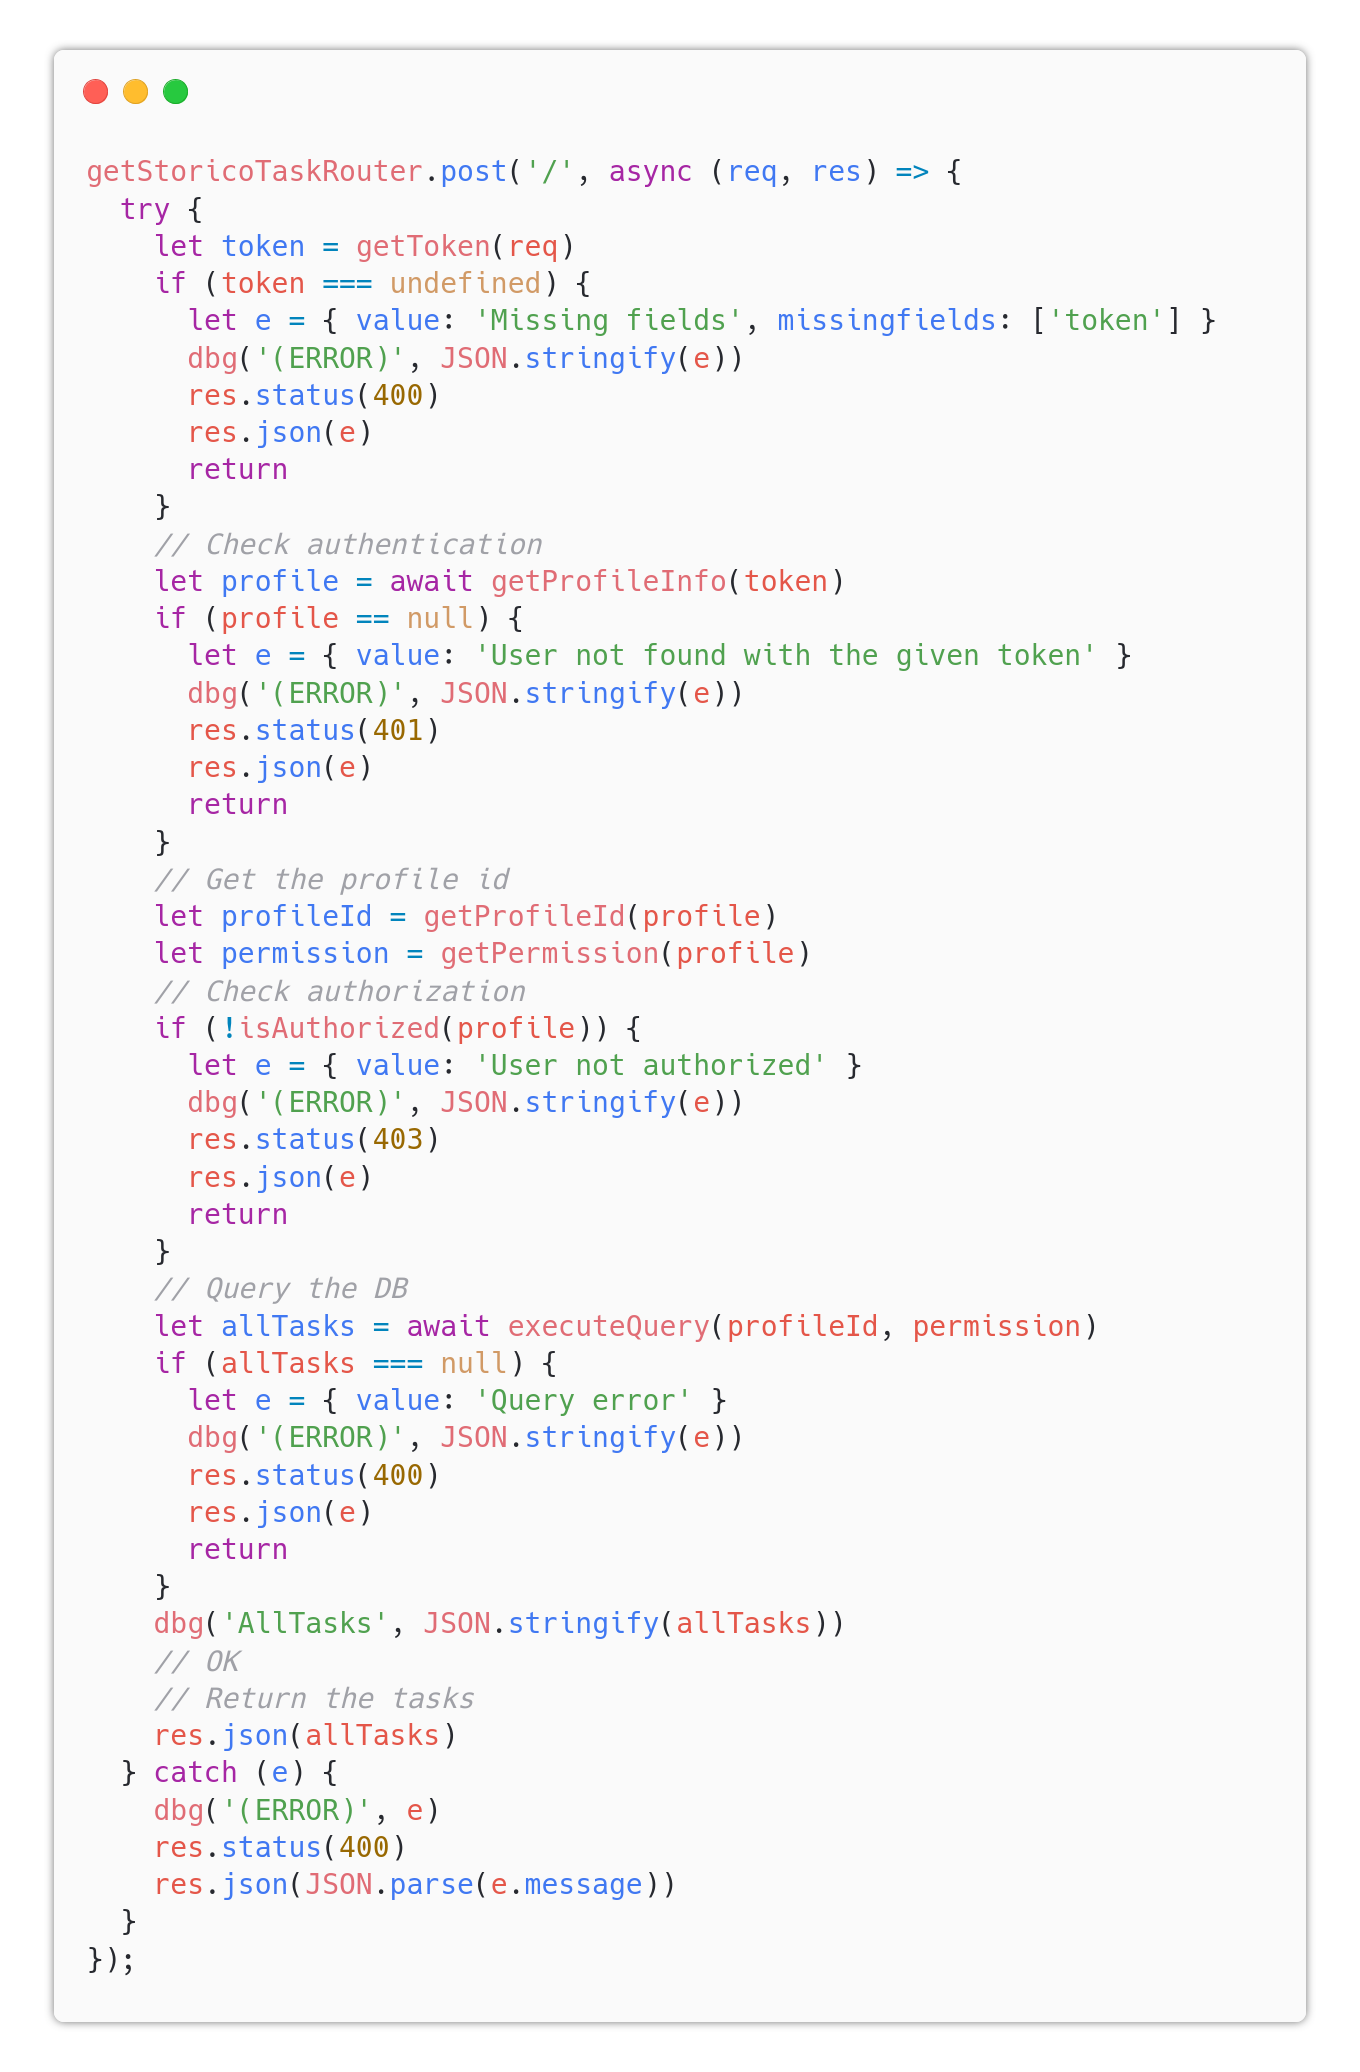 getStoricoTaskRouter.post('/', async (req, res) => {
  try {
    let token = getToken(req)
    if (token === undefined) {
      let e = { value: 'Missing fields', missingfields: ['token'] }
      dbg('(ERROR)', JSON.stringify(e))
      res.status(400)
      res.json(e)
      return
    }
    // Check authentication
    let profile = await getProfileInfo(token)
    if (profile == null) {
      let e = { value: 'User not found with the given token' }
      dbg('(ERROR)', JSON.stringify(e))
      res.status(401)
      res.json(e)
      return
    }
    // Get the profile id
    let profileId = getProfileId(profile)
    let permission = getPermission(profile)
    // Check authorization
    if (!isAuthorized(profile)) {
      let e = { value: 'User not authorized' }
      dbg('(ERROR)', JSON.stringify(e))
      res.status(403)
      res.json(e)
      return
    }
    // Query the DB
    let allTasks = await executeQuery(profileId, permission)
    if (allTasks === null) {
      let e = { value: 'Query error' }
      dbg('(ERROR)', JSON.stringify(e))
      res.status(400)
      res.json(e)
      return
    }
    dbg('AllTasks', JSON.stringify(allTasks))
    // OK
    // Return the tasks
    res.json(allTasks)
  } catch (e) {
    dbg('(ERROR)', e)
    res.status(400)
    res.json(JSON.parse(e.message))
  }
});